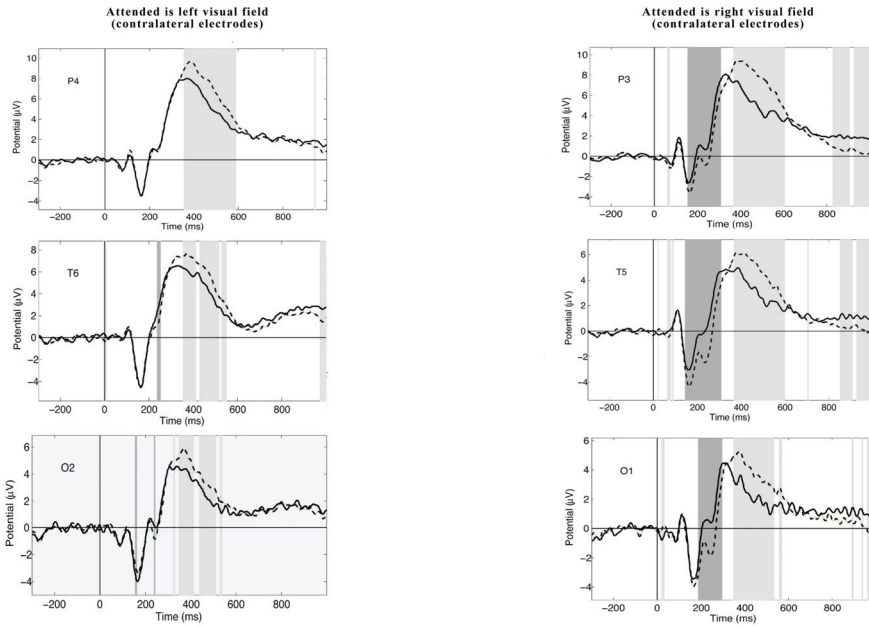 Attended is left visual field
(contralateral electrodes)
Attended is right visual field
(contralateral electrodes)
P4
Potential (µV)
10
8
6
4
2
0
−2
−4
−200 0 200 400 600 800
Time (ms)
T6
Potential (µV)
8
6
4
2
0
−2
−4
−200 0 200 400 600 800
Time (ms)
O2
Potential (µV)
6
4
2
0
−2
−4
−200 0 200 400 600 800
Time (ms)
P3
Potential (µV)
10
8
6
4
2
0
−2
−4
−200 0 200 400 600 800
Time (ms)
T5
Potential (µV)
6
4
2
0
−2
−4
−200 0 200 400 600 800
Time (ms)
O1
Potential (µV)
6
4
2
0
−2
−4
−200 0 200 400 600 800
Time (ms)